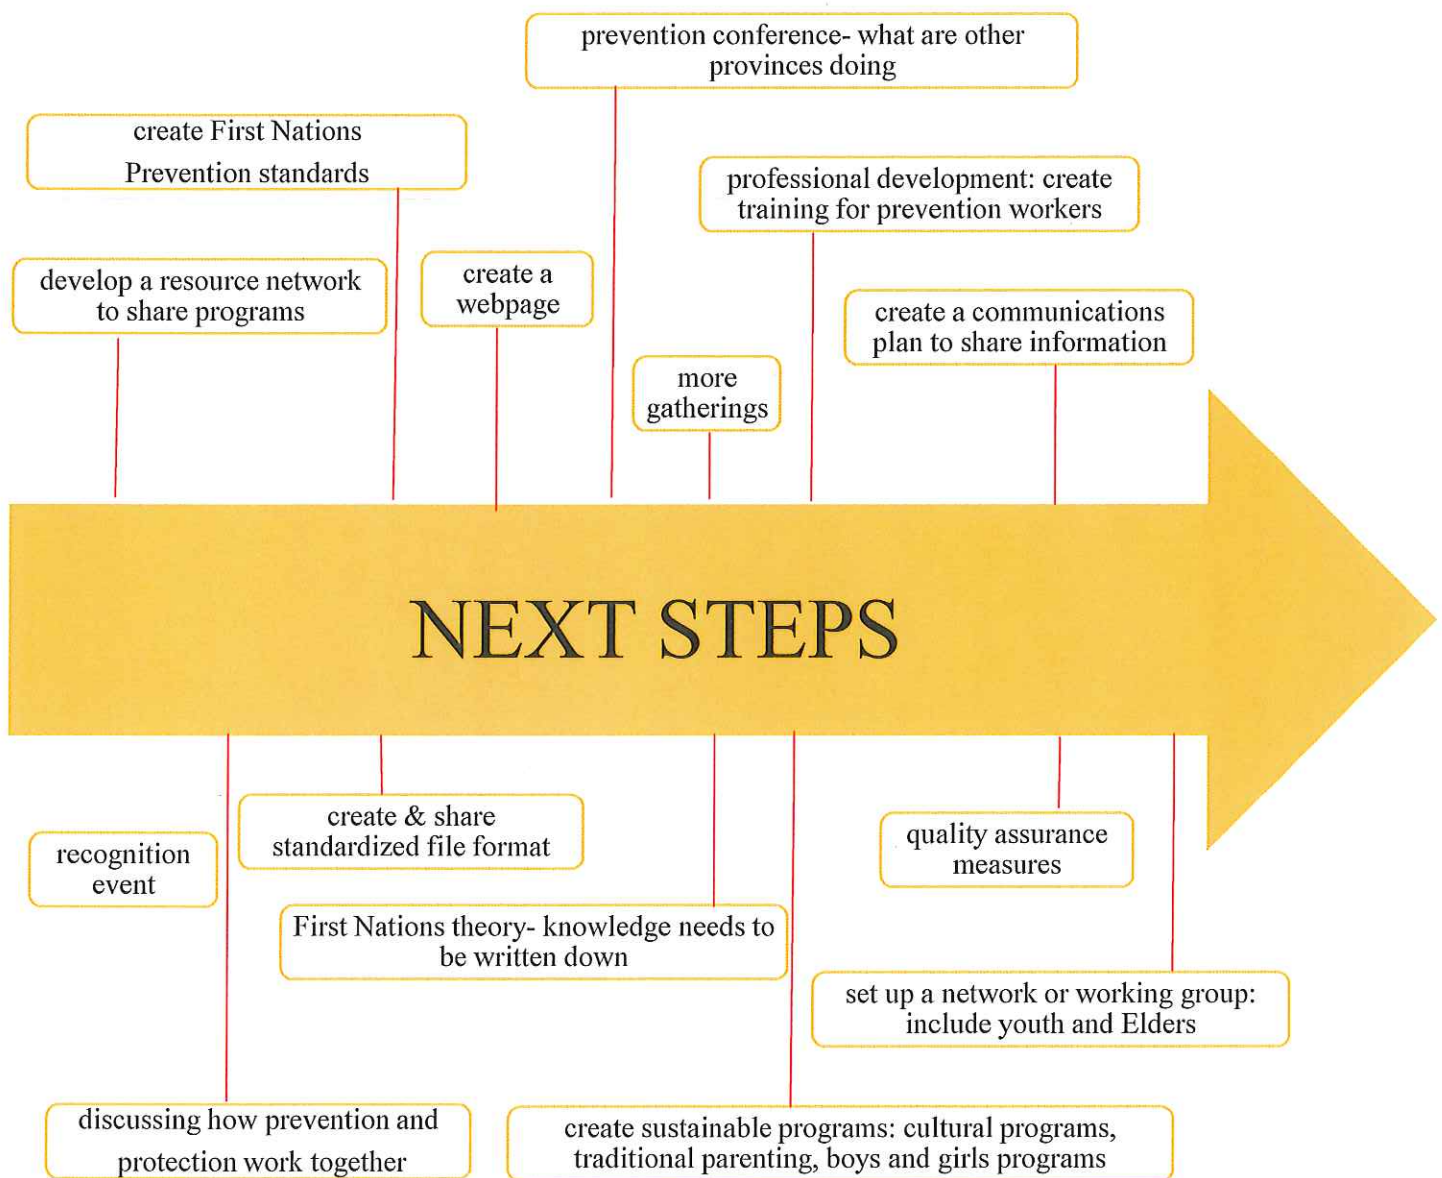 prevention conference- what are other
provinces doing
create First Nations
Prevention standards
professional development: create
training for prevention workers
develop a resource network
to share programs
create a
webpage
create a communications
plan to share information
more
gatherings
NEXT STEPS
create & share
standardized file format
recognition
event
quality assurance
measures
First Nations theory- knowledge needs to
be written down
set up a network or working group:
include youth and Elders
discussing how prevention and
protection work together
create sustainable programs: cultural programs,
traditional parenting, boys and girls programs